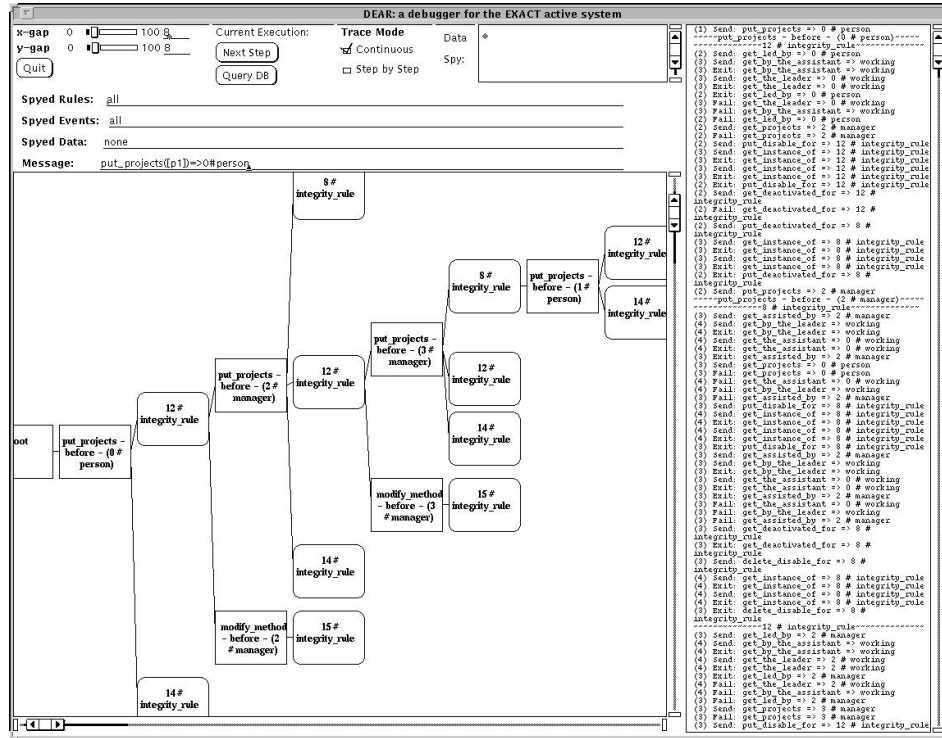 DEAR: a debugger for the EXACT active system
x-gap 0 100 8
y-gap 0 100 8
Quit
Current Execution:
Next Step
Query DB
Trace Mode
Continuous
Step by Step
Data
Spy:
Spyed Rules: all
Spyed Events: all
Spyed Data: none
Message: put_projects([p1])=>0#person
oot
put_projects -
before - (0 #
person)
12 #
integrity_rule
14 #
integrity_rule
put_projects -
before - (2 #
manager)
modify_method
- before - (2
# manager)
8 #
integrity_rule
12 #
integrity_rule
14 #
integrity_rule
15 #
integrity_rule
put_projects -
before - (3 #
manager)
modify_method
- before - (3
# manager)
8 #
integrity_rule
12 #
integrity_rule
14 #
integrity_rule
15 #
integrity_rule
put_projects -
before - (1 #
person)
12 #
integrity_rule
14 #
integrity_rule
(1) Send: put_projects => 0 # person
-----put_projects - before - (0 # person)-----
~~~~~~~~~~~~~~12 # integrity_rule~~~~~~~~~~~~~~
(2) Send: get_led_by => 0 # person
(3) Send: get_by_the_assistant => working
(3) Exit: get_by_the_assistant => working
(3) Send: get_the_leader => 0 # working
(3) Exit: get_the_leader => 0 # working
(2) Exit: get_led_by => 0 # person
(3) Fail: get_the_leader => 0 # working
(3) Fail: get_by_the_assistant => working
(2) Fail: get_led_by => 0 # person
(2) Send: get_projects => 2 # manager
(2) Fail: get_projects => 2 # manager
(2) Send: put_disable_for => 12 # integrity_rule
(3) Send: get_instance_of => 12 # integrity_rule
(3) Exit: get_instance_of => 12 # integrity_rule
(3) Send: get_instance_of => 12 # integrity_rule
(3) Exit: get_instance_of => 12 # integrity_rule
(2) Exit: put_disable_for => 12 # integrity_rule
(2) Send: get_deactivated_for => 12 #
integrity_rule
(2) Fail: get_deactivated_for => 12 #
integrity_rule
(2) Send: put_deactivated_for => 8 #
integrity_rule
(3) Send: get_instance_of => 8 # integrity_rule
(3) Exit: get_instance_of => 8 # integrity_rule
(3) Send: get_instance_of => 8 # integrity_rule
(3) Exit: get_instance_of => 8 # integrity_rule
(2) Exit: put_deactivated_for => 8 #
integrity_rule
(2) Send: put_projects => 2 # manager
-----put_projects - before - (2 # manager)-----
~~~~~~~~~~~~~~8 # integrity_rule~~~~~~~~~~~~~~
(3) Send: get_assisted_by => 2 # manager
(4) Send: get_by_the_leader => working
(4) Exit: get_by_the_leader => working
(4) Send: get_the_assistant => 0 # working
(4) Exit: get_the_assistant => 0 # working
(3) Exit: get_assisted_by => 2 # manager
(3) Send: get_projects => 0 # person
(3) Fail: get_projects => 0 # person
(4) Fail: get_the_assistant => 0 # working
(4) Fail: get_by_the_leader => working
(3) Fail: get_assisted_by => 2 # manager
(3) Send: put_disable_for => 8 # integrity_rule
(4) Send: get_instance_of => 8 # integrity_rule
(4) Exit: get_instance_of => 8 # integrity_rule
(4) Send: get_instance_of => 8 # integrity_rule
(4) Exit: get_instance_of => 8 # integrity_rule
(3) Exit: put_disable_for => 8 # integrity_rule
(3) Send: get_assisted_by => 2 # manager
(3) Send: get_by_the_leader => working
(3) Exit: get_by_the_leader => working
(3) Send: get_the_assistant => 0 # working
(3) Exit: get_the_assistant => 0 # working
(3) Exit: get_assisted_by => 2 # manager
(3) Fail: get_the_assistant => 0 # working
(3) Fail: get_by_the_leader => working
(3) Fail: get_assisted_by => 2 # manager
(3) Send: get_deactivated_for => 8 #
integrity_rule
(3) Exit: get_deactivated_for => 8 #
integrity_rule
(3) Send: delete_disable_for => 8 #
integrity_rule
(4) Send: get_instance_of => 8 # integrity_rule
(4) Exit: get_instance_of => 8 # integrity_rule
(4) Send: get_instance_of => 8 # integrity_rule
(4) Exit: get_instance_of => 8 # integrity_rule
(3) Exit: delete_disable_for => 8 #
integrity_rule
~~~~~~~~~~~~~~12 # integrity_rule~~~~~~~~~~~~~~
(3) Send: get_led_by => 2 # manager
(4) Send: get_by_the_assistant => working
(4) Exit: get_by_the_assistant => working
(4) Send: get_the_leader => 2 # working
(4) Exit: get_the_leader => 2 # working
(3) Exit: get_led_by => 2 # manager
(4) Fail: get_the_leader => 2 # working
(4) Fail: get_by_the_assistant => working
(3) Fail: get_led_by => 2 # manager
(3) Send: get_projects => 3 # manager
(3) Fail: get_projects => 3 # manager
(3) Send: put_disable_for => 12 # integrity_rule